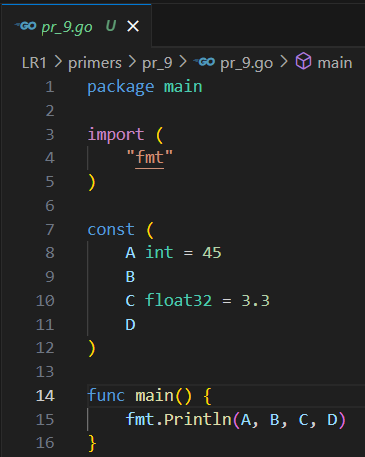 GO pr_9.go U ×
LR1 > primers > pr_9 > GO pr_9.go > main
1 package main
2
3 import (
4     "fmt"
5 )
6
7 const (
8     A int = 45
9     B
10     C float32 = 3.3
11     D
12 )
13
14 func main() {
15     fmt.Println(A, B, C, D)
16 }